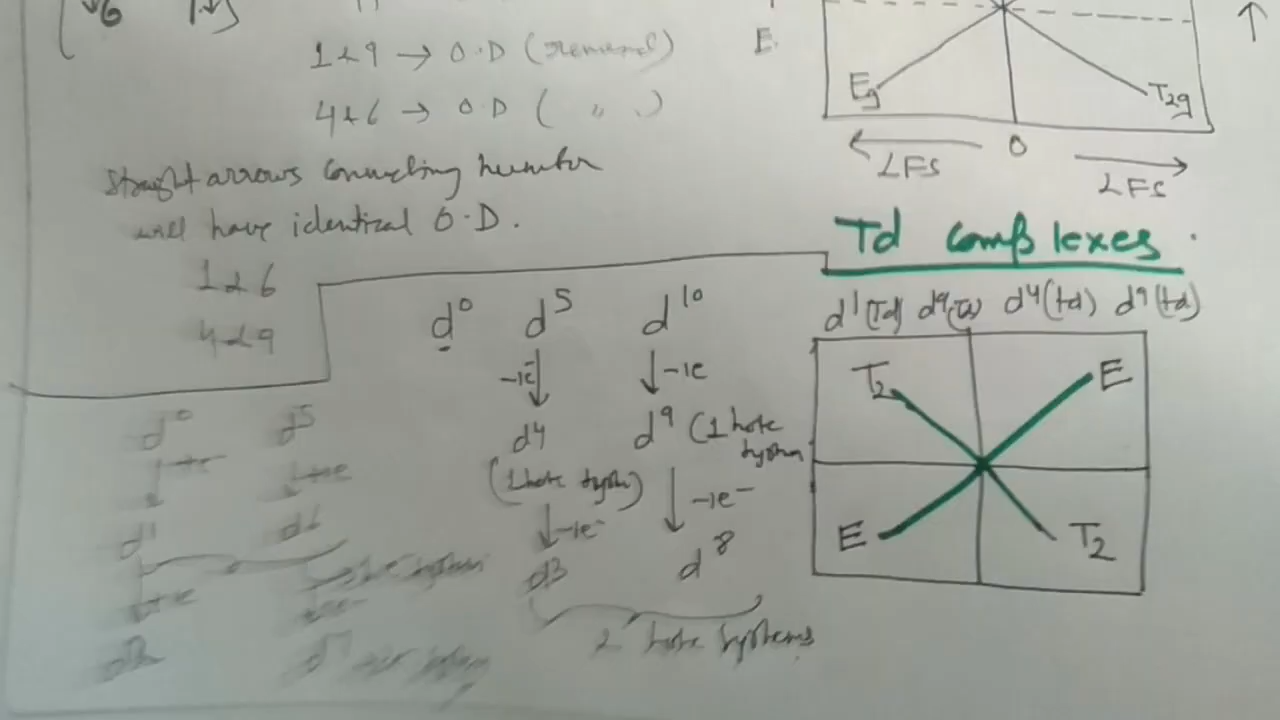 1 & 9 → O.D (reversed)
4 & 6 → O.D ( " " )
Straight arrows connecting number
will have identical O.D.
1 & 6
4 & 9
E
Eg
T2g
← LFS
0
LFS →
Td Complexes.
d1(Td) d9(Td) d4(td) d9(td)
T2
E
E
T2
d0 d5 d10
↓ -1e- ↓ -1e
d4 d9 (1 hole system
(1 hole system)
↓ -1e- ↓ -1e-
d3 d8
2 hole systems
d0 d5
d1 d6